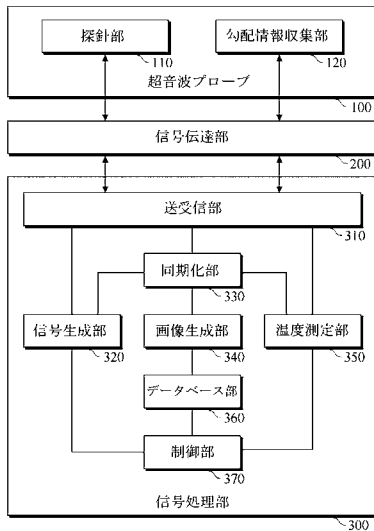 探針部
110
勾配情報収集部
120
超音波プローブ
100
信号伝達部
200
送受信部
310
同期化部
330
信号生成部
320
画像生成部
340
温度測定部
350
データベース部
360
制御部
370
信号処理部
300